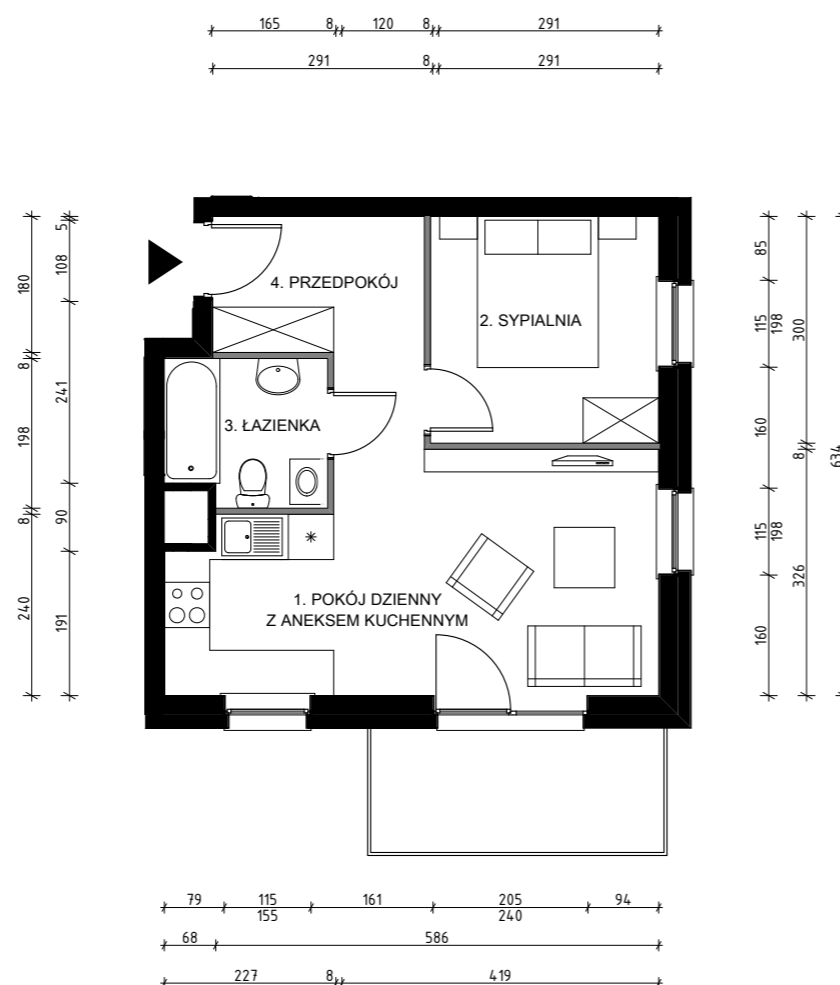 165 8 120 8 291
291 8 291
180 8 198 8 240
5 108 241 90 191
4. PRZEDPOKÓJ
2. SYPIALNIA
3. ŁAZIENKA
1. POKÓJ DZIENNY
Z ANEKSEM KUCHENNYM
85 115 198 160 115 198 160
300 8 326
634
79 115 161 205 94
155 240
68 586
227 8 419